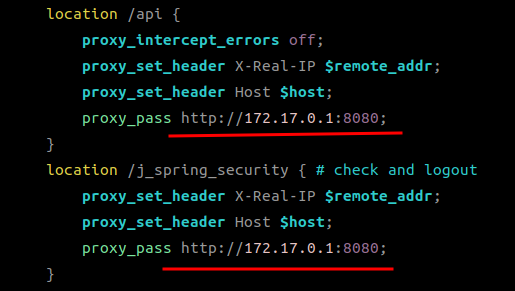 location /api {
    proxy_intercept_errors off;
    proxy_set_header X-Real-IP $remote_addr;
    proxy_set_header Host $host;
    proxy_pass http://172.17.0.1:8080;
}
location /j_spring_security { # check and logout
    proxy_set_header X-Real-IP $remote_addr;
    proxy_set_header Host $host;
    proxy_pass http://172.17.0.1:8080;
}